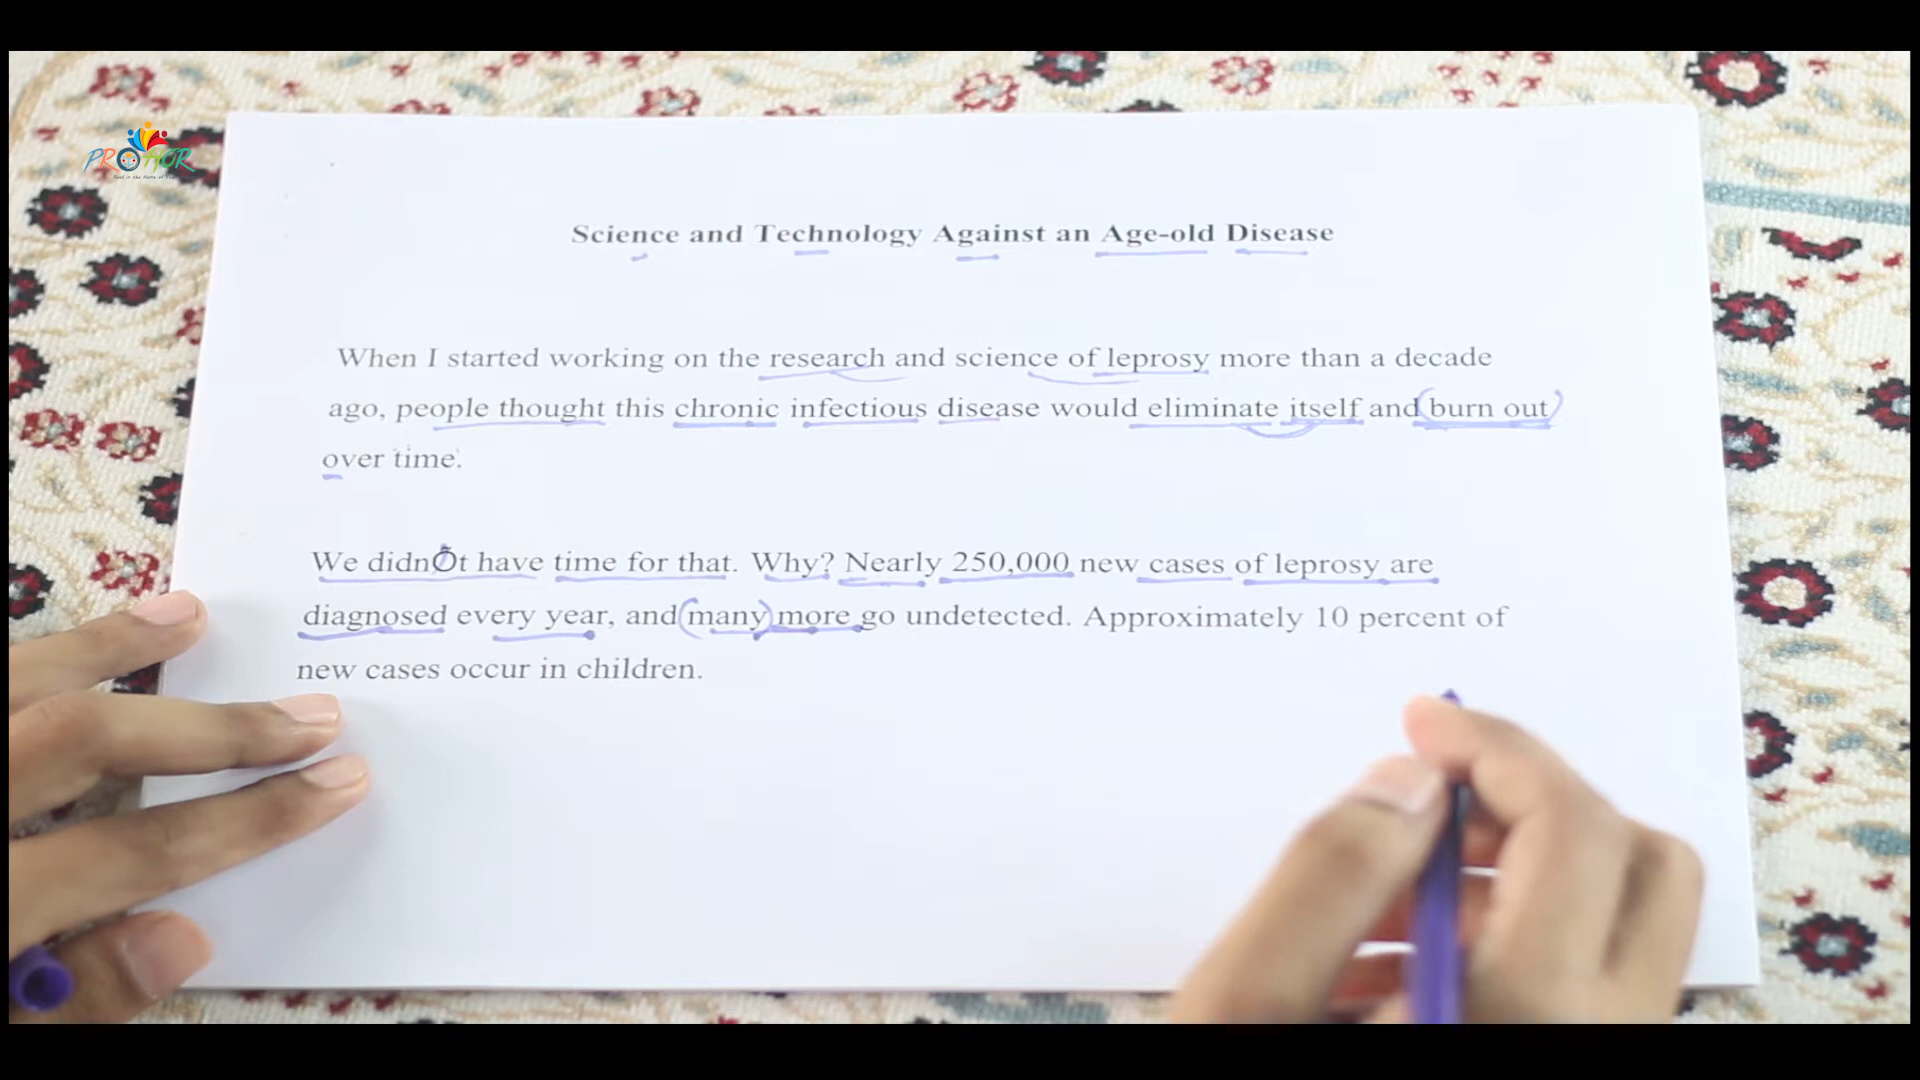 PROHOR
Science and Technology Against an Age-old Disease
When I started working on the research and science of leprosy more than a decade
ago, people thought this chronic infectious disease would eliminate itself and burn out
over time.
We didnÕt have time for that. Why? Nearly 250,000 new cases of leprosy are
diagnosed every year, and many more go undetected. Approximately 10 percent of
new cases occur in children.